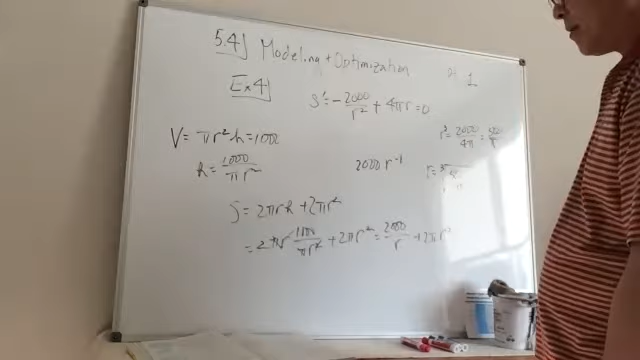 5.4] Modeling + Optimization Pt 1
Ex 4]
S' = -2000/r² + 4πr = 0
V = πr²h = 1000
r³ = 2000/4π = 500/π
h = 1000/πr²
2000 r⁻¹
r = ³√
S = 2πrh + 2πr²
= 2πr 1000/πr² + 2πr² = 2000/r + 2πr²